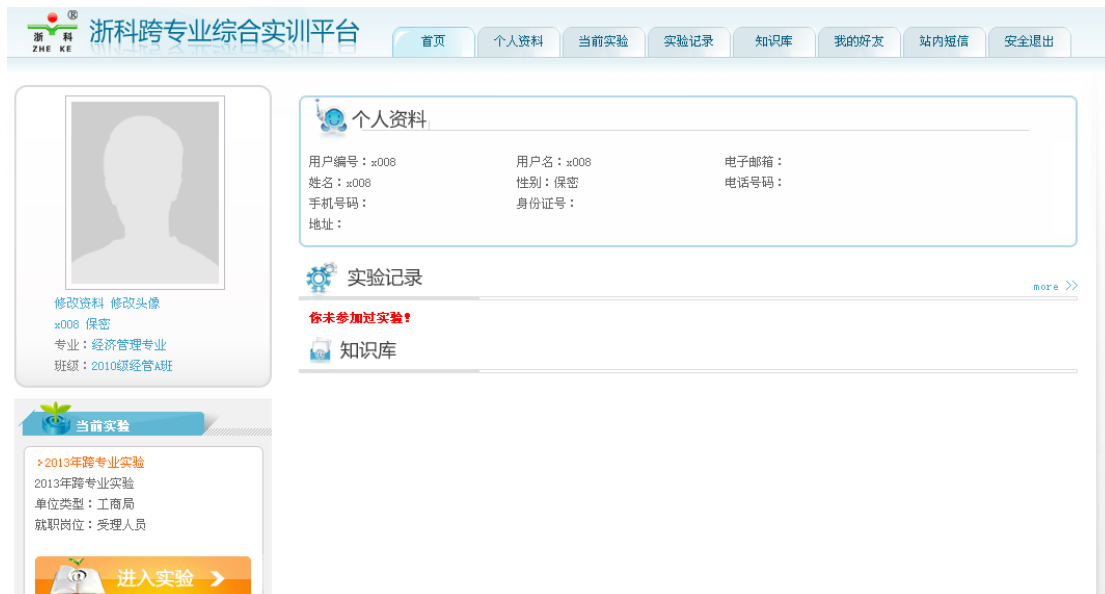 浙科
ZHE KE
®
浙科跨专业综合实训平台
首页 个人资料 当前实验 实验记录 知识库 我的好友 站内短信 安全退出
个人资料
用户编号：x008 用户名：x008 电子邮箱：
姓名：x008 性别：保密 电话号码：
手机号码： 身份证号：
地址：
修改资料 修改头像
x008 保密
专业：经济管理专业
班级：2010级经管A班
实验记录
more >>
你未参加过实验!
知识库
当前实验
>2013年跨专业实验
2013年跨专业实验
单位类型：工商局
就职岗位：受理人员
@ 进入实验